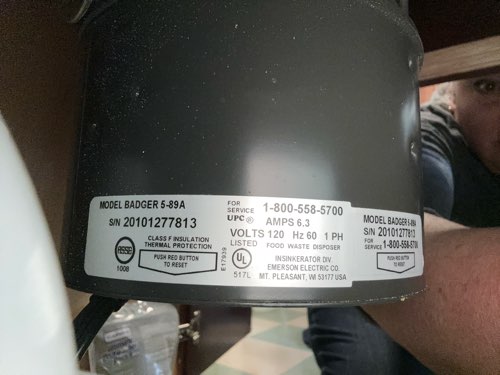 MODEL BADGER 5-89A
S/N 20101277813
FOR SERVICE 1-800-558-5700
UPC® AMPS 6.3
VOLTS 120 Hz 60 1 PH
CLASS F INSULATION
THERMAL PROTECTION
PUSH RED BUTTON
TO RESET
ASSE
1008
E17939
LISTED
UL
517L
FOOD WASTE DISPOSER
INSINKERATOR DIV.
EMERSON ELECTRIC CO.
MT. PLEASANT, WI 53177 USA
MODEL BADGER 5-89A
S/N 20101277813
FOR SERVICE 1-800-558-5700
PUSH RED BUTTON
TO RESET